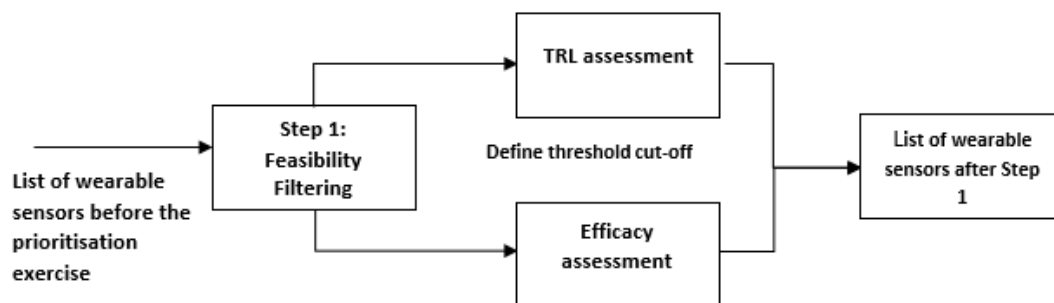 List of wearable
sensors before the
prioritisation
exercise
Step 1:
Feasibility
Filtering
TRL assessment
Define threshold cut-off
Efficacy
assessment
List of wearable
sensors after Step
1